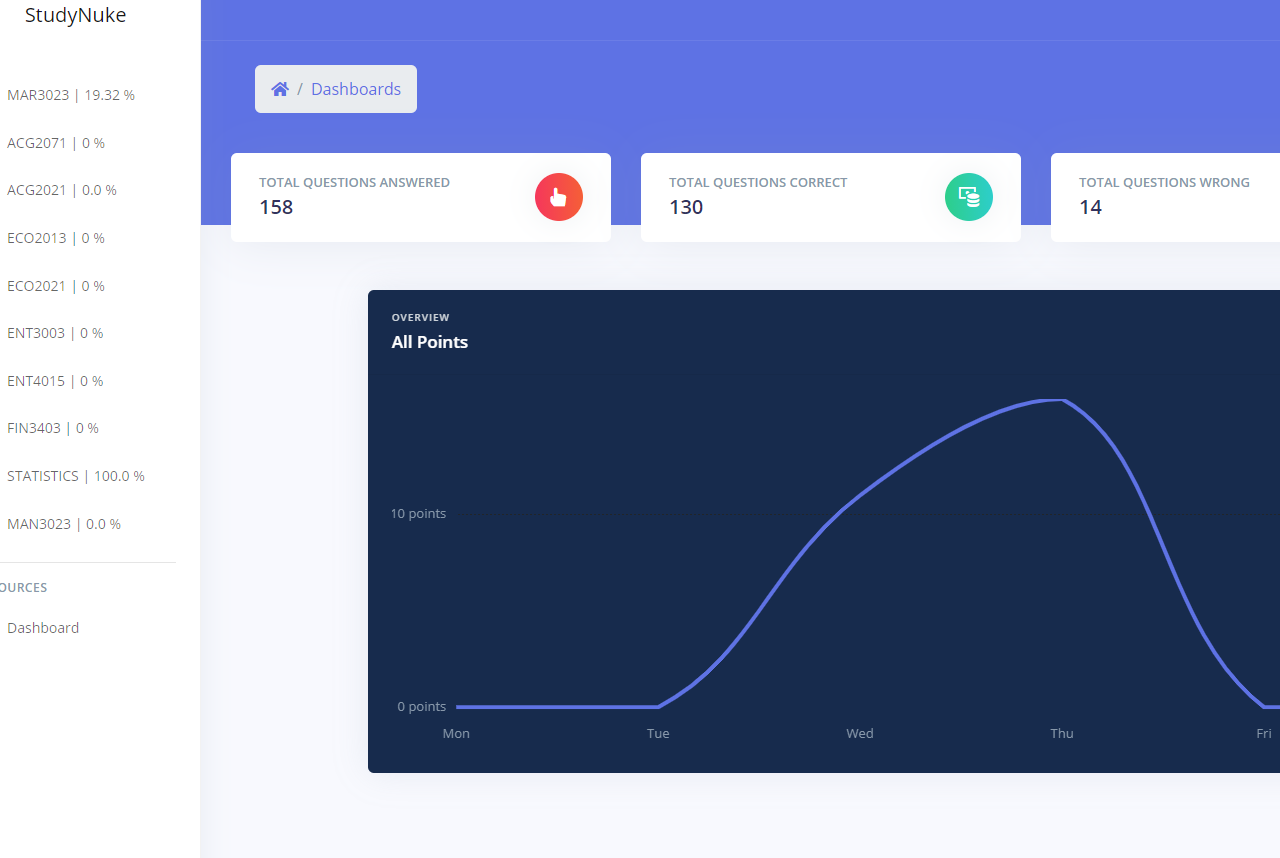 StudyNuke
MAR3023 | 19.32 %
ACG2071 | 0 %
ACG2021 | 0.0 %
ECO2013 | 0 %
ECO2021 | 0 %
ENT3003 | 0 %
ENT4015 | 0 %
FIN3403 | 0 %
STATISTICS | 100.0 %
MAN3023 | 0.0 %
OURCES
Dashboard
/ Dashboards
TOTAL QUESTIONS ANSWERED
158
TOTAL QUESTIONS CORRECT
130
TOTAL QUESTIONS WRONG
14
OVERVIEW
All Points
10 points
0 points
Mon Tue Wed Thu Fri